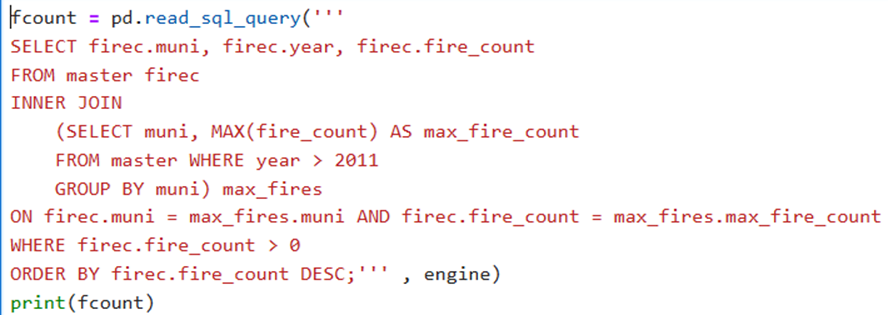 fcount = pd.read_sql_query('''
SELECT firec.muni, firec.year, firec.fire_count
FROM master firec
INNER JOIN
    (SELECT muni, MAX(fire_count) AS max_fire_count
    FROM master WHERE year > 2011
    GROUP BY muni) max_fires
ON firec.muni = max_fires.muni AND firec.fire_count = max_fires.max_fire_count
WHERE firec.fire_count > 0
ORDER BY firec.fire_count DESC;''' , engine)
print(fcount)